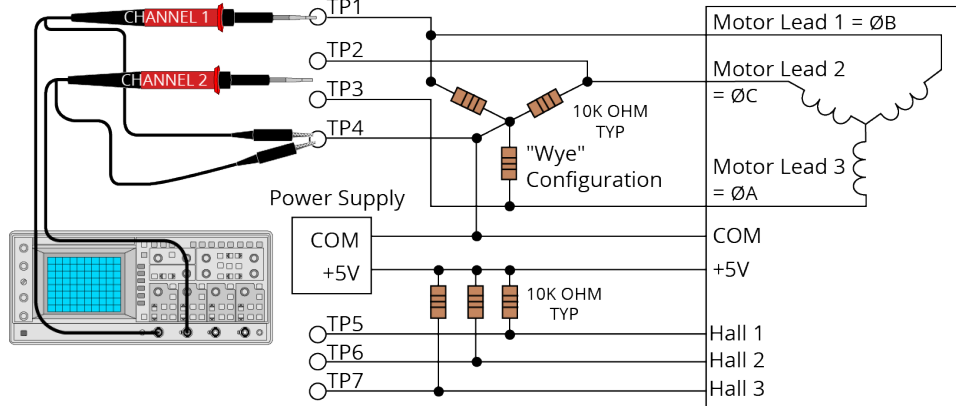 CHANNEL 1
TP1
Motor Lead 1 = ØB
TP2
CHANNEL 2
Motor Lead 2
= ØC
TP3
10K OHM
TYP
TP4
"Wye"
Configuration
Motor Lead 3
= ØA
Power Supply
COM
COM
+5V
+5V
10K OHM
TYP
TP5
Hall 1
TP6
Hall 2
TP7
Hall 3